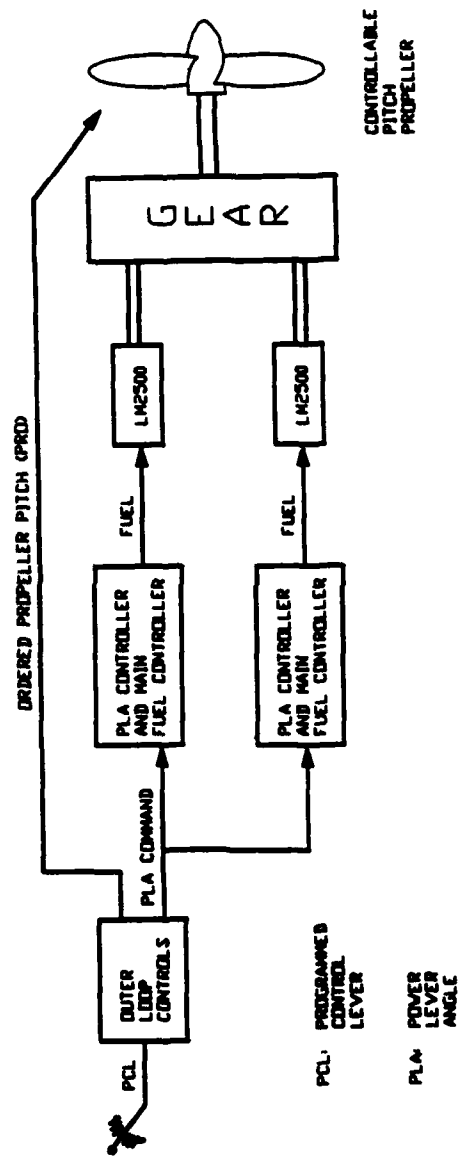 ORDERED PROPELLER PITCH (PRO)
PCL
OUTER
LOOP
CONTROLS
PLA COMMAND
PLA CONTROLLER
AND MAIN
FUEL CONTROLLER
FUEL
LM2500
PLA CONTROLLER
AND MAIN
FUEL CONTROLLER
FUEL
LM2500
GEAR
CONTROLLABLE
PITCH
PROPELLER
PCL: PROGRAMMED
CONTROL
LEVER
PLA: POWER
LEVER
ANGLE